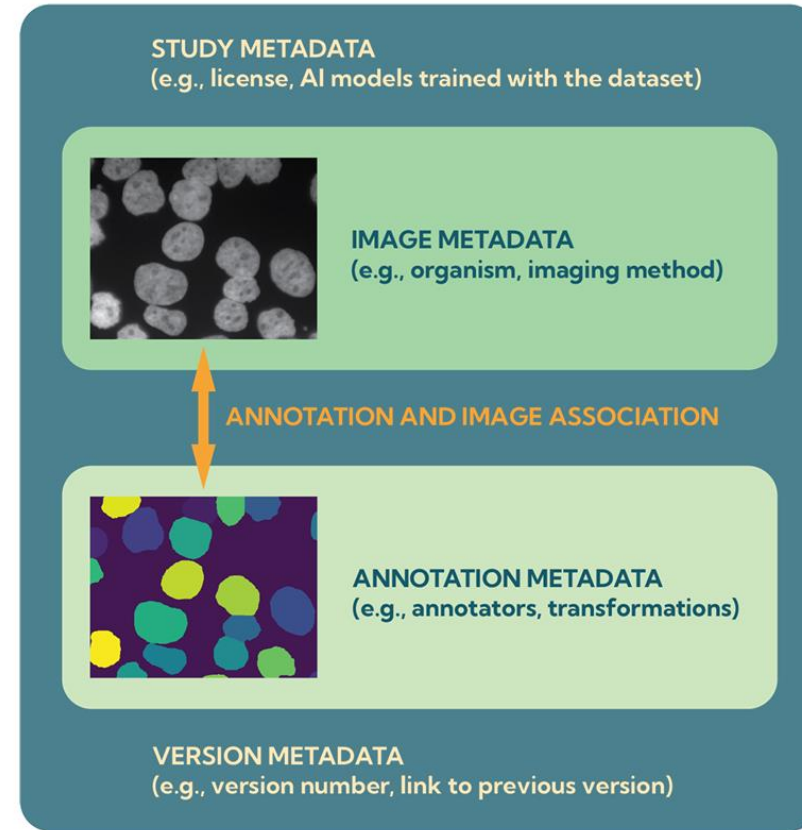 STUDY METADATA
(e.g., license, AI models trained with the dataset)
IMAGE METADATA
(e.g., organism, imaging method)
ANNOTATION AND IMAGE ASSOCIATION
ANNOTATION METADATA
(e.g., annotators, transformations)
VERSION METADATA
(e.g., version number, link to previous version)